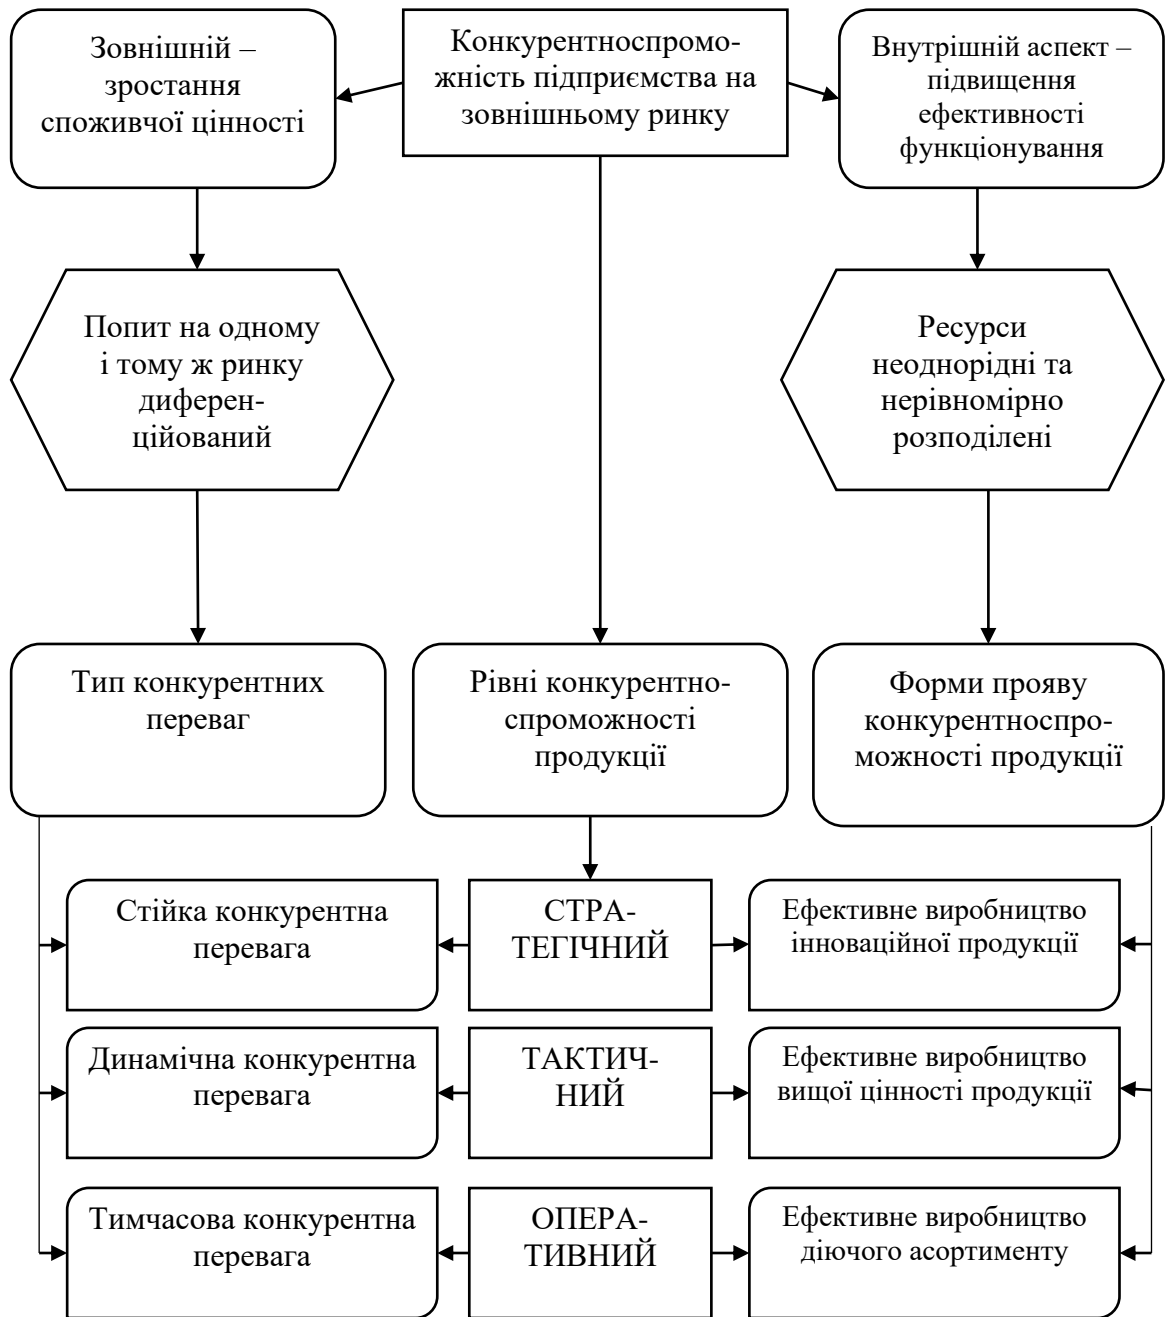 Зовнішній –
зростання
споживчої цінності
Конкурентноспромо-
жність підприємства на
зовнішньому ринку
Внутрішній аспект –
підвищення
ефективності
функціонування
Попит на одному
і тому ж ринку
диферен-
ційований
Ресурси
неоднорідні та
нерівномірно
розподілені
Тип конкурентних
переваг
Рівні конкурентно-
спроможності
продукції
Форми прояву
конкурентноспро-
можності продукції
Стійка конкурентна
перевага
СТРА-
ТЕГІЧНИЙ
Ефективне виробництво
інноваційної продукції
Динамічна конкурентна
перевага
ТАКТИЧ-
НИЙ
Ефективне виробництво
вищої цінності продукції
Тимчасова конкурентна
перевага
ОПЕРА-
ТИВНИЙ
Ефективне виробництво
діючого асортименту